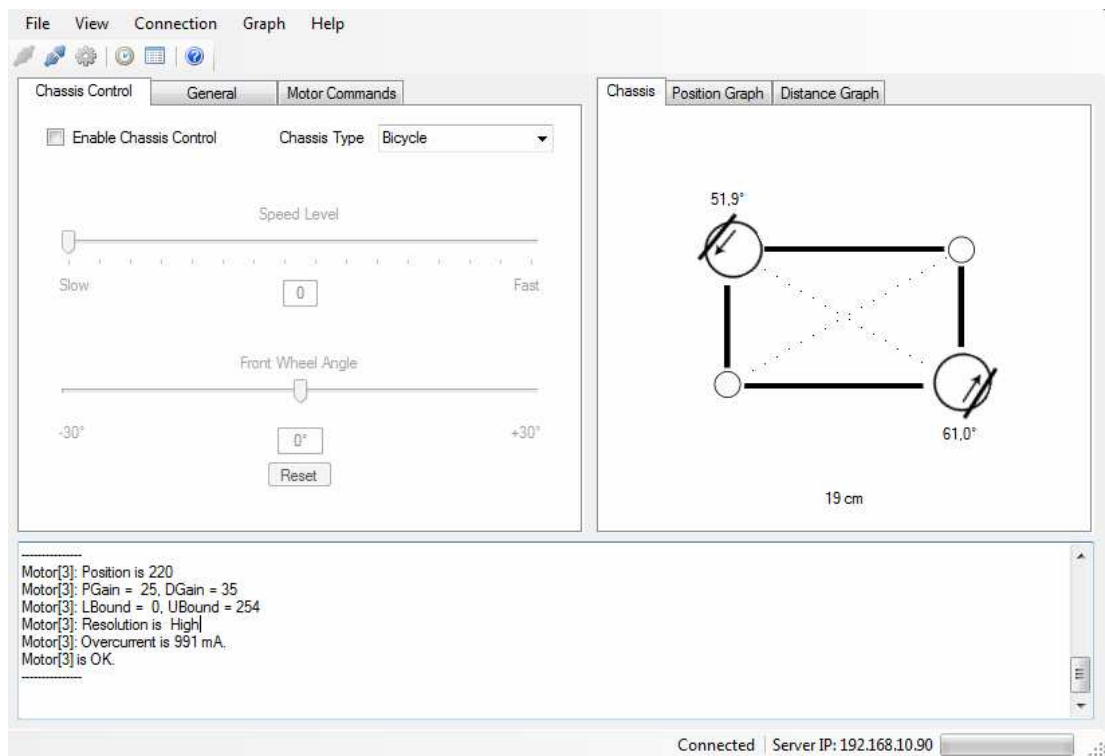 File View Connection Graph Help
Chassis Control General Motor Commands
Enable Chassis Control Chassis Type Bicycle
Speed Level
Slow Fast
0
Front Wheel Angle
-30° +30°
0°
Reset
Chassis Position Graph Distance Graph
51,9°
61,0°
19 cm
---------------
Motor[3]: Position is 220
Motor[3]: PGain = 25, DGain = 35
Motor[3]: LBound = 0, UBound = 254
Motor[3]: Resolution is High
Motor[3]: Overcurrent is 991 mA.
Motor[3] is OK.
---------------
Connected Server IP: 192.168.10.90